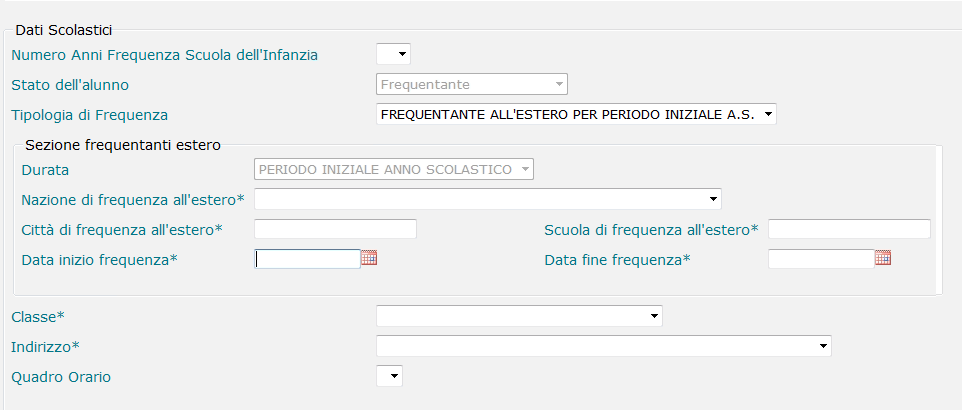 Dati Scolastici
Numero Anni Frequenza Scuola dell'Infanzia
Stato dell'alunno Frequentante
Tipologia di Frequenza FREQUENTANTE ALL'ESTERO PER PERIODO INIZIALE A.S.
Sezione frequentanti estero
Durata PERIODO INIZIALE ANNO SCOLASTICO
Nazione di frequenza all'estero*
Città di frequenza all'estero* Scuola di frequenza all'estero*
Data inizio frequenza* Data fine frequenza*
Classe*
Indirizzo*
Quadro Orario